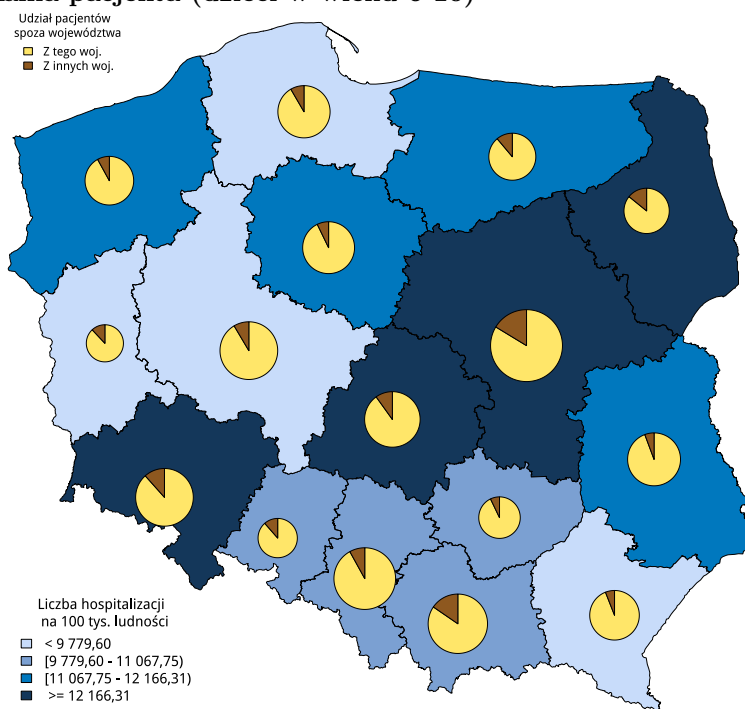 Udział pacjentów
spoza województwa
Z tego woj.
Z innych woj.
Liczba hospitalizacji
na 100 tys. ludności
< 9 779,60
[9 779,60 - 11 067,75)
[11 067,75 - 12 166,31)
>= 12 166,31